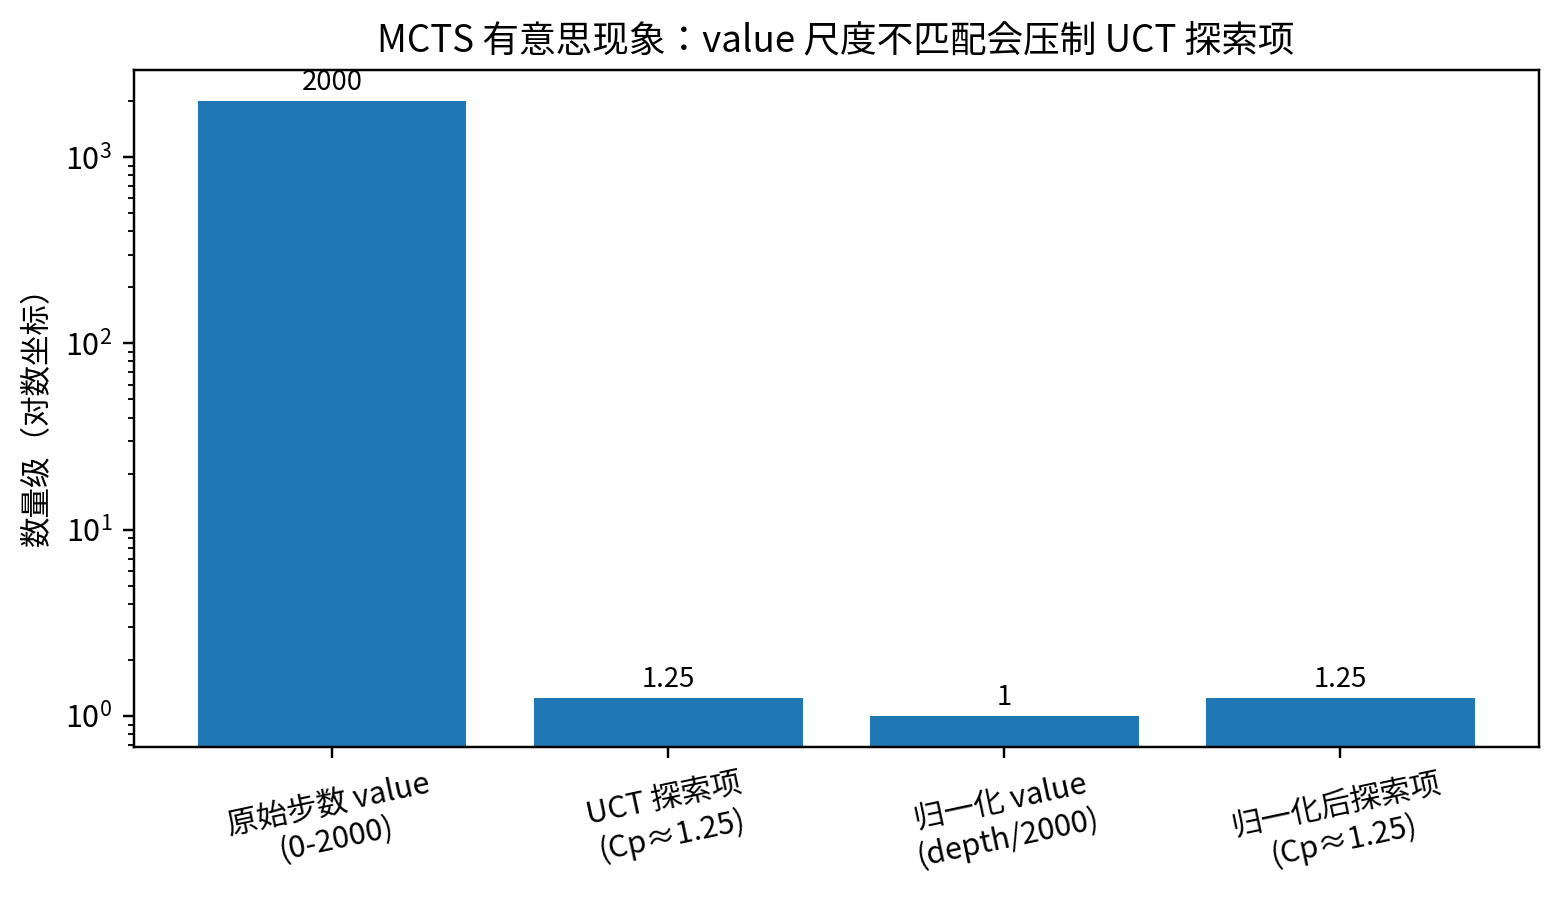 MCTS 有意思现象：value 尺度不匹配会压制 UCT 探索项
数量级（对数坐标）
10³
10²
10¹
10⁰
2000
1.25
1
1.25
原始步数 value
(0-2000)
UCT 探索项
(Cp≈1.25)
归一化 value
(depth/2000)
归一化后探索项
(Cp≈1.25)